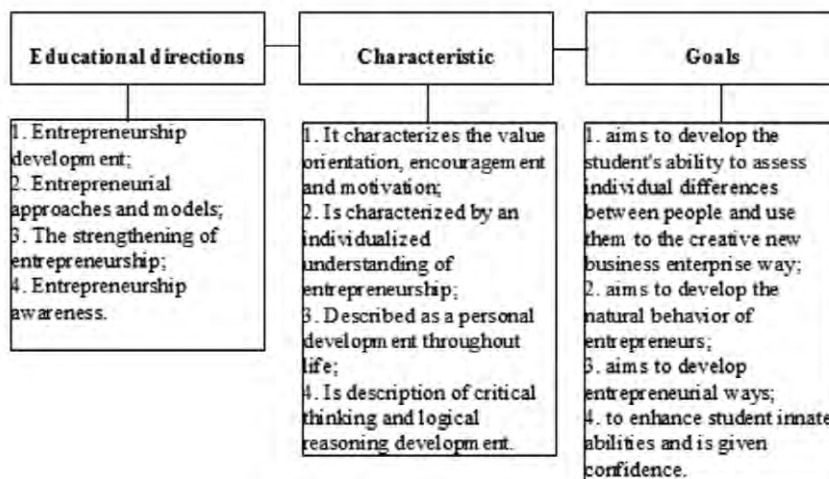 Educational directions
Characteristic
Goals
1. Entrepreneurship
development;
2. Entrepreneurial
approaches and models;
3. The strengthening of
entrepreneurship;
4. Entrepreneurship
awareness.
1. It characterizes the value
orientation, encouragement
and motivation;
2. Is characterized by an
individualized
understanding of
entrepreneurship;
3. Described as a personal
development throughout
life;
4. Is description of critical
thinking and logical
reasoning development.
1. aims to develop the
student's ability to assess
individual differences
between people and use
them to the creative new
business enterprise way;
2. aims to develop the
natural behavior of
entrepreneurs;
3. aims to develop
entrepreneurial ways;
4. to enhance student innate
abilities and is given
confidence.